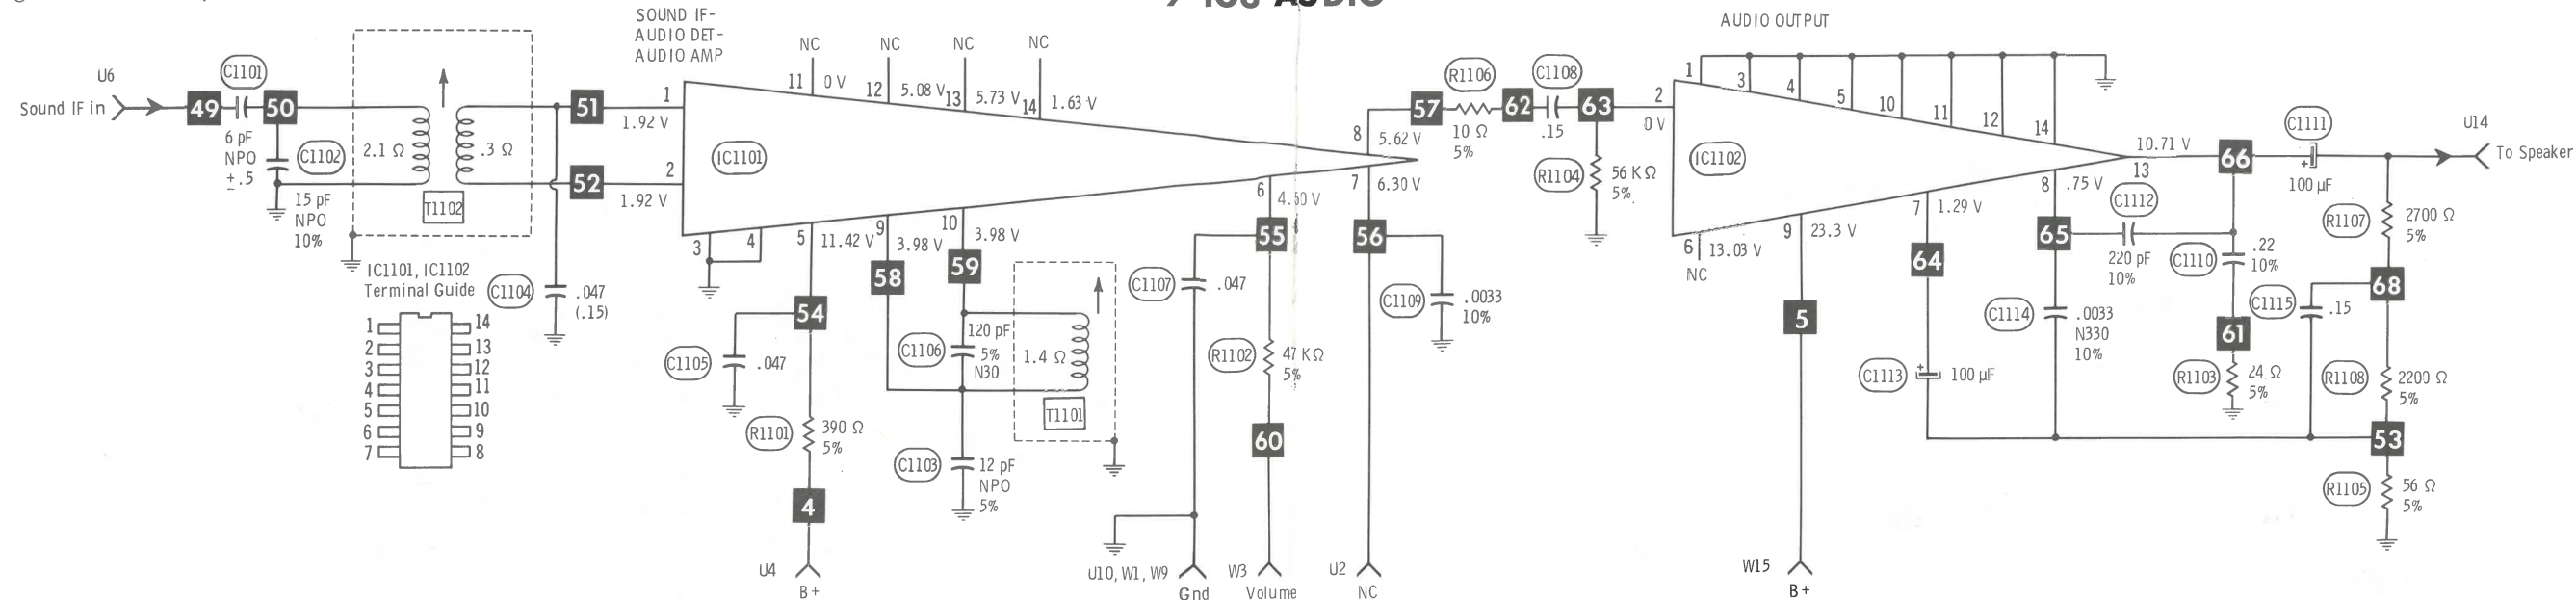 AUDIO
SOUND IF-
AUDIO DET-
AUDIO AMP
AUDIO OUTPUT
U6
Sound IF in
49
C1101
50
6 pF
NPO
+.5
C1102
15 pF
NPO
10%
2.1 Ω
.3 Ω
T1102
51
52
1
1.92 V
2
1.92 V
NC
NC
NC
NC
11
0 V
12
5.08 V
13
5.73 V
14
1.63 V
IC1101
3
4
5
11.42 V
9
3.98 V
10
3.98 V
6
7
6.30 V
8
5.62 V
IC1101, IC1102
Terminal Guide
1
2
3
4
5
6
7
14
13
12
11
10
9
8
C1104
.047
(.15)
54
C1105
.047
R1101
390 Ω
5%
4
U4
B+
58
59
C1106
120 pF
5%
N30
1.4 Ω
T1101
C1103
12 pF
NPO
5%
55
C1107
.047
R1102
47 KΩ
5%
60
U10, W1, W9
Gnd
W3
Volume
56
C1109
.0033
10%
U2
NC
57
R1106
10 Ω
5%
62
C1108
.15
63
R1104
56 KΩ
5%
2
0 V
1
3
4
5
10
11
12
14
IC1102
6
13.03 V
NC
9
23.3 V
5
W15
B+
7
1.29 V
64
C1113
+
100 µF
8
.75 V
65
C1112
220 pF
10%
C1114
.0033
N330
10%
10.71 V
13
66
C1110
.22
10%
61
R1103
24 Ω
5%
C1111
+
100 µF
U14
To Speaker
R1107
2700 Ω
5%
68
C1115
.15
R1108
2200 Ω
5%
53
R1105
56 Ω
5%